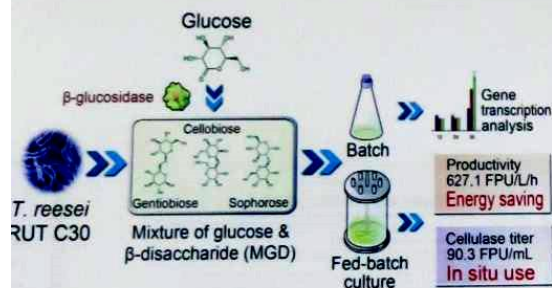 Glucose
β-glucosidase
Cellobiose
Gentiobiose
Sophorose
T. reesei
RUT C30
Mixture of glucose &
β-disaccharide (MGD)
Batch
Fed-batch
culture
Gene
transcription
analysis
Productivity
627.1 FPU/L/h
Energy saving
Cellulase titer
90.3 FPU/mL
In situ use